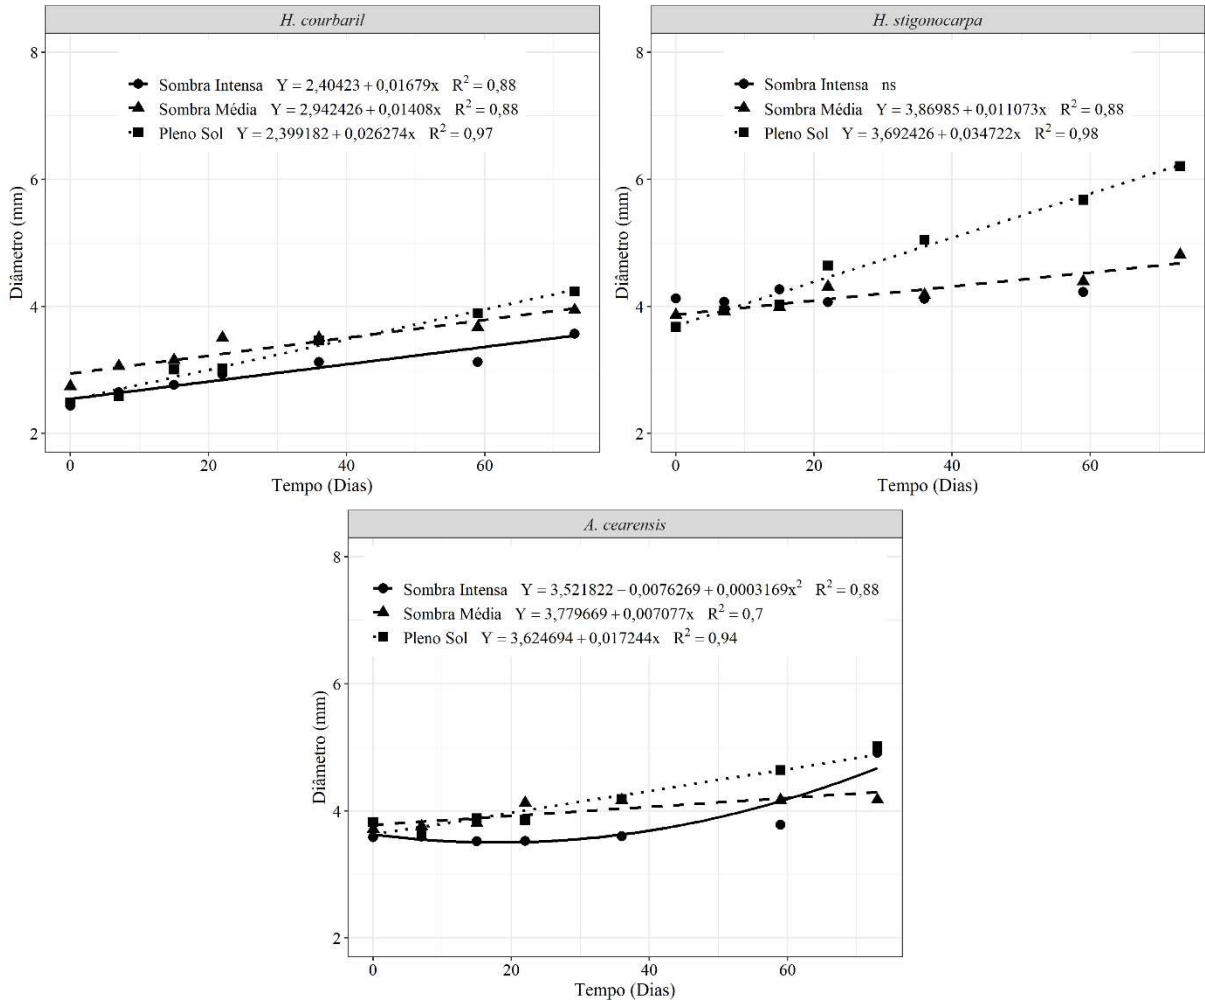 H. courbaril
8
Sombra Intensa Y = 2,40423 + 0,01679x R² = 0,88
Sombra Média Y = 2,942426 + 0,01408x R² = 0,88
Pleno Sol Y = 2,399182 + 0,026274x R² = 0,97
6
Diâmetro (mm)
4
2
0 20 40 60
Tempo (Dias)
H. stigonocarpa
8
Sombra Intensa ns
Sombra Média Y = 3,86985 + 0,011073x R² = 0,88
Pleno Sol Y = 3,692426 + 0,034722x R² = 0,98
6
Diâmetro (mm)
4
2
0 20 40 60
Tempo (Dias)
A. cearensis
8
Sombra Intensa Y = 3,521822 − 0,0076269 + 0,0003169x² R² = 0,88
Sombra Média Y = 3,779669 + 0,007077x R² = 0,7
Pleno Sol Y = 3,624694 + 0,017244x R² = 0,94
6
Diâmetro (mm)
4
2
0 20 40 60
Tempo (Dias)